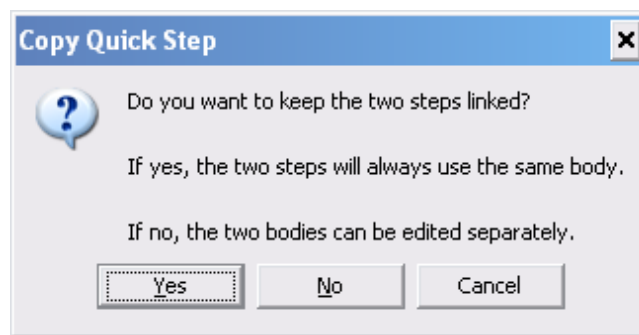 Copy Quick Step
Do you want to keep the two steps linked?
If yes, the two steps will always use the same body.
If no, the two bodies can be edited separately.
Yes No Cancel